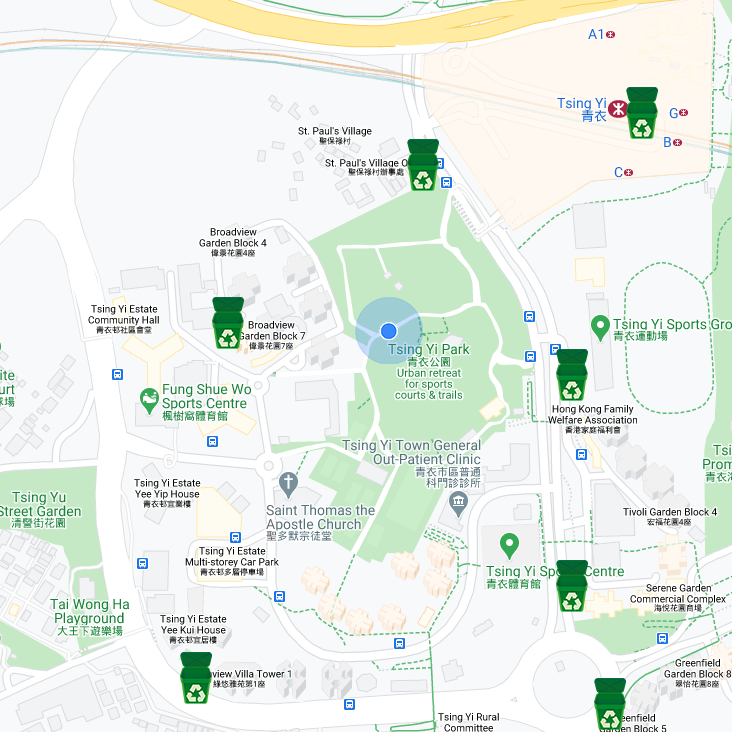 A1
Tsing Yi
青衣
G
B
C
St. Paul's Village
聖保祿村
St. Paul's Village O
聖保祿村辦事處
Broadview
Garden Block 4
偉景花園4座
Tsing Yi Estate
Community Hall
青衣邨社區會堂
Broadview
Garden Block 7
偉景花園7座
Tsing Yi Sports Gro
青衣運動場
Tsing Yi Park
青衣公園
Urban retreat
for sports
courts & trails
Fung Shue Wo
Sports Centre
楓樹窩體育館
Hong Kong Family
Welfare Association
香港家庭福利會
Tsing Yi Town General
Out-Patient Clinic
青衣市區普通
科門診診所
Tsing Yi Estate
Yee Yip House
青衣邨宜業樓
Tsing Yu
Street Garden
清譽街花園
Saint Thomas the
Apostle Church
聖多默宗徒堂
Tivoli Garden Block 4
宏福花園4座
Tsing Yi Estate
Multi-storey Car Park
青衣邨多層停車場
Tsing Yi Sp
Centre
青衣體育館
Serene Garden
Commercial Complex
海悅花園商場
Tai Wong Ha
Playground
大王下遊樂場
Tsing Yi Estate
Yee Kui House
青衣邨宜居樓
view Villa Tower 1
綠悠雅苑第1座
Greenfield
Garden Block 8
翠怡花園8座
Tsing Yi Rural
Committee
eenfield
Garden Block 5